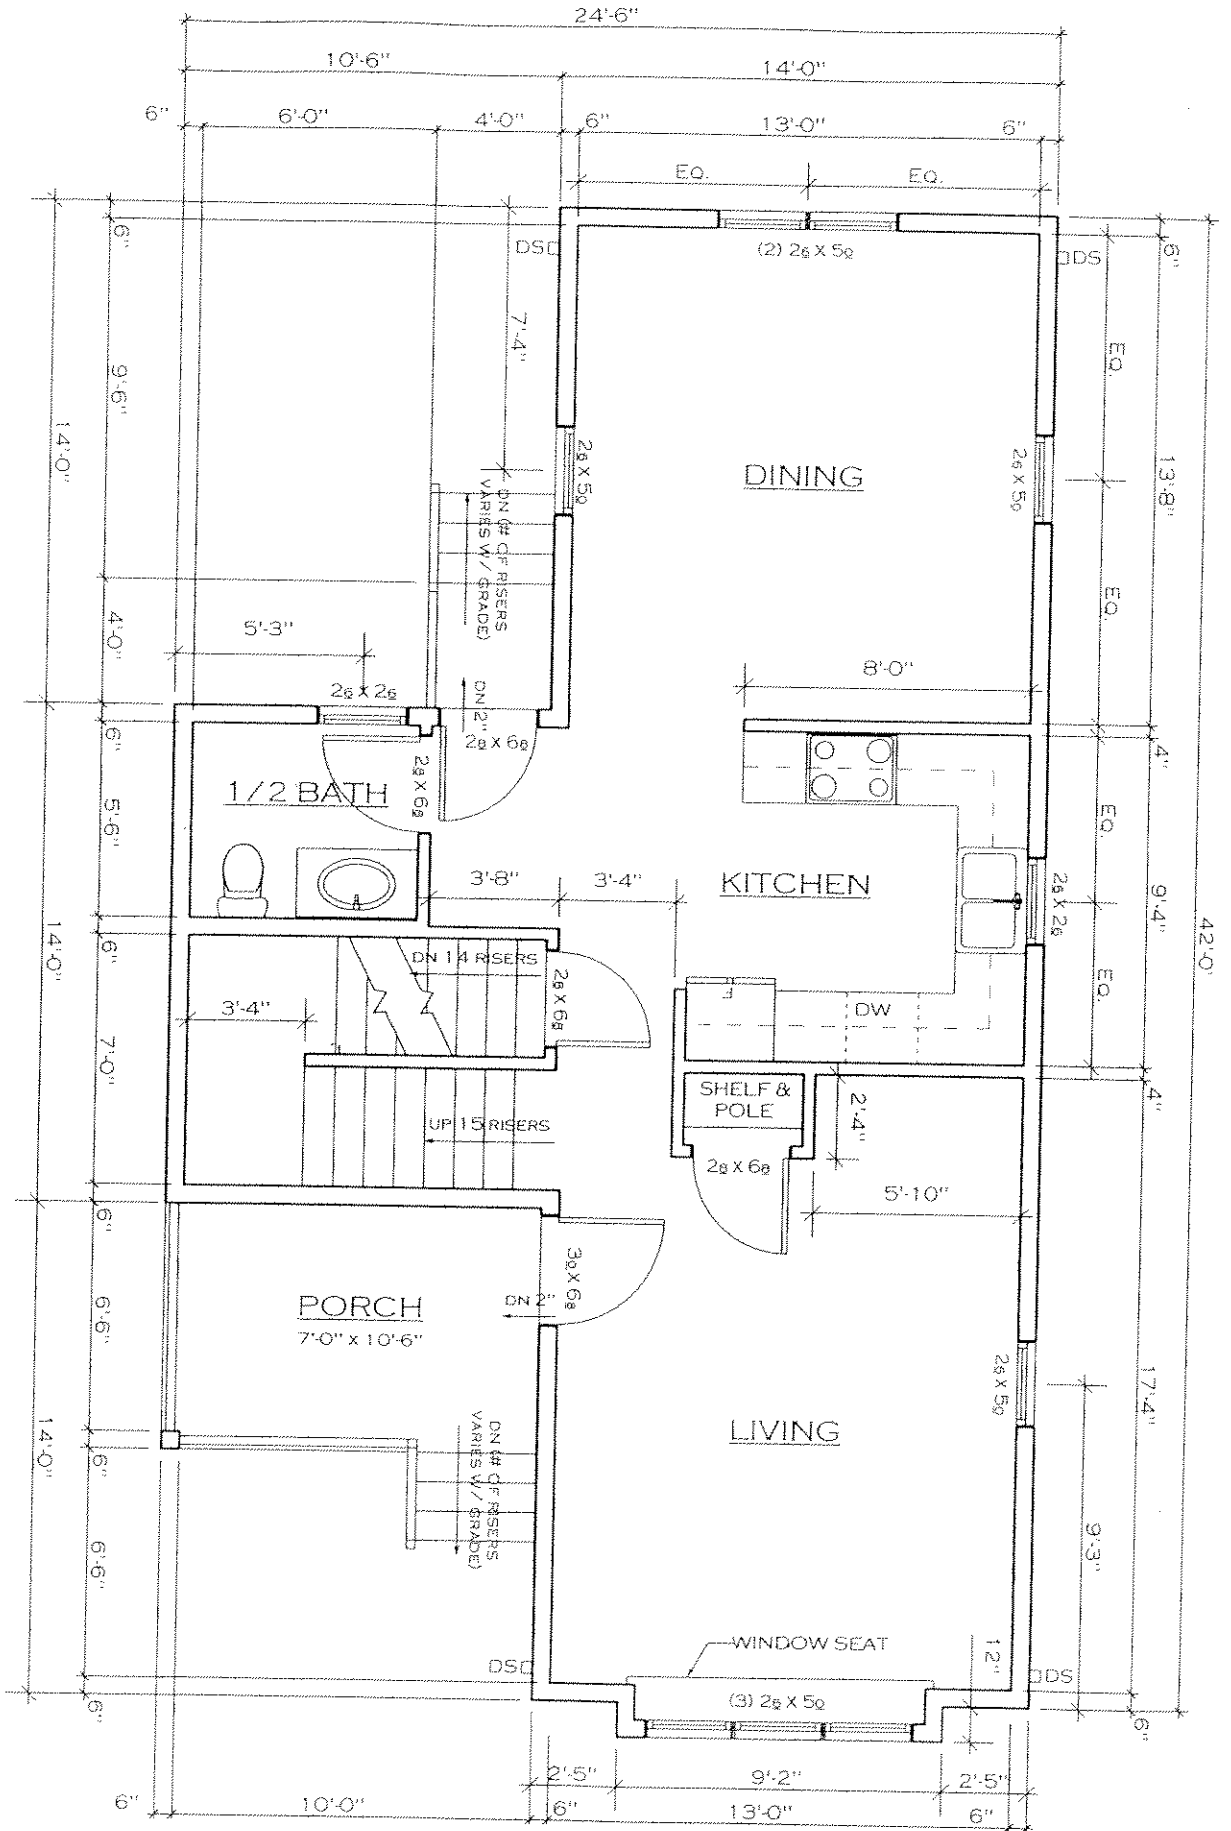 24'-6"
10'-6"
14'-0"
6"
6'-0"
4'-0"
6"
13'-0"
6"
EQ.
EQ.
6"
DS
(2) 26 X 50
DS
6"
7'-4"
EQ.
9'-6"
14'-0"
26 X 50
DINING
26 X 50
13'-8"
DN (# OF RISERS
VARIES W/ GRADE)
EQ.
4'-0"
5'-3"
8'-0"
26 X 26
DN 2"
28 X 68
6"
4"
28 X 68
1/2 BATH
5'-6"
EQ.
3'-8"
3'-4"
KITCHEN
26 X 26
9'-4"
42'-0"
14'-0"
6"
DN 14 RISERS
28 X 68
EQ.
F
DW
3'-4"
7'-0"
SHELF &
POLE
2'-4"
4"
UP 15 RISERS
28 X 68
5'-10"
6"
30 X 68
DN 2"
PORCH
7'-0" X 10'-6"
6'-6"
26 X 50
17'-4"
14'-0"
DN (# OF RISERS
VARIES W/ GRADE)
LIVING
6"
9'-3"
6'-6"
WINDOW SEAT
12"
DS
DS
(3) 26 X 50
6"
6"
2'-5"
9'-2"
2'-5"
6"
10'-0"
6"
13'-0"
6"